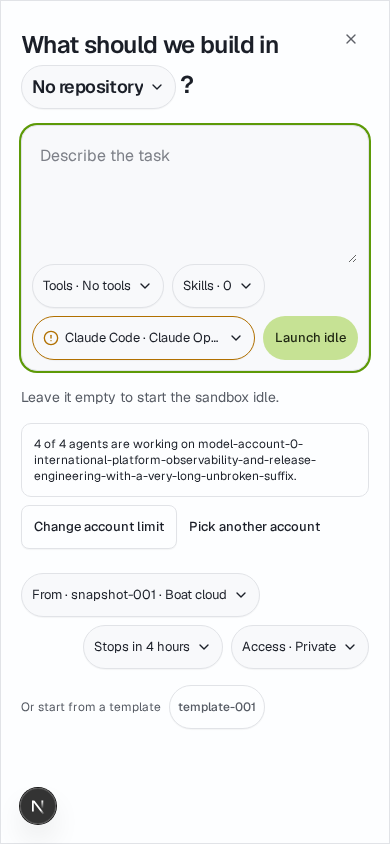 What should we build in
No repository ?
Describe the task
Tools · No tools
Skills · 0
Claude Code · Claude Op...
Launch idle
Leave it empty to start the sandbox idle.
4 of 4 agents are working on model-account-0-
international-platform-observability-and-release-
engineering-with-a-very-long-unbroken-suffix.
Change account limit
Pick another account
From · snapshot-001 · Boat cloud
Stops in 4 hours
Access · Private
Or start from a template
template-001
N